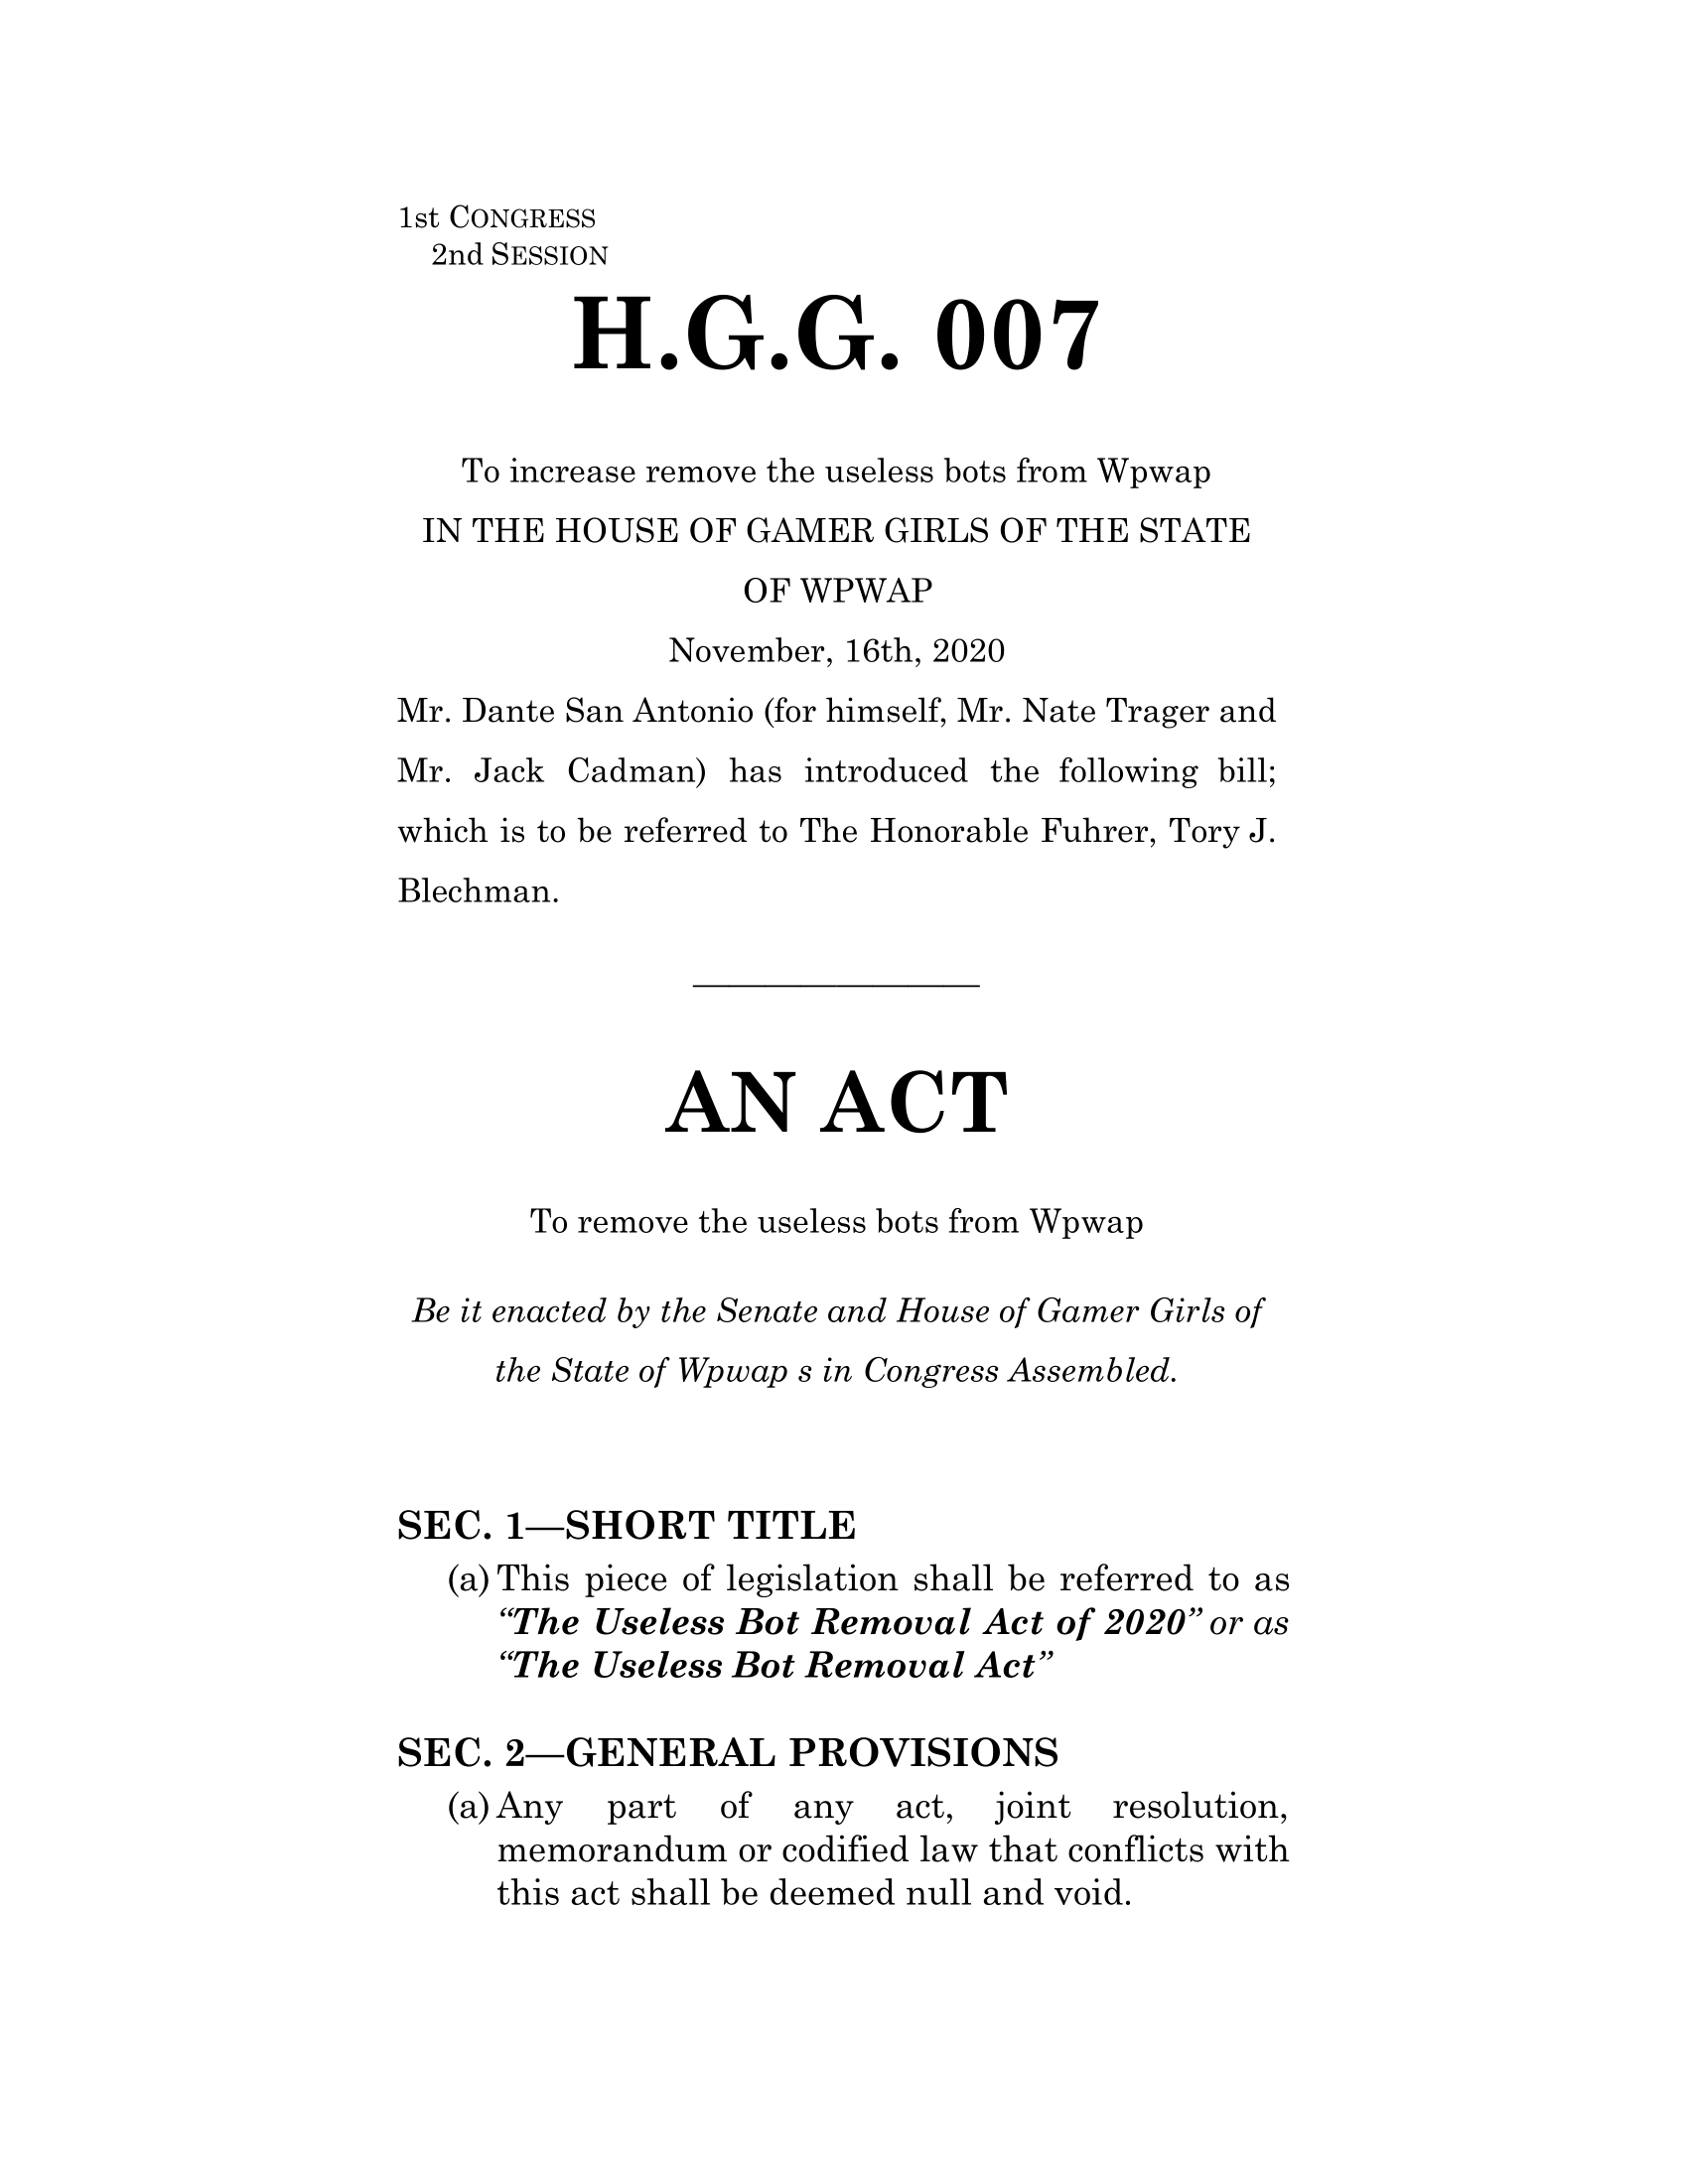 1st CONGRESS
2nd SESSION
H.G.G. 007
To increase remove the useless bots from Wpwap
IN THE HOUSE OF GAMER GIRLS OF THE STATE
OF WPWAP
November, 16th, 2020
Mr. Dante San Antonio (for himself, Mr. Nate Trager and
Mr. Jack Cadman) has introduced the following bill;
which is to be referred to The Honorable Fuhrer, Tory J.
Blechman.
AN ACT
To remove the useless bots from Wpwap
Be it enacted by the Senate and House of Gamer Girls of
the State of Wpwap s in Congress Assembled.
SEC. 1—SHORT TITLE
(a) This piece of legislation shall be referred to as
“The Useless Bot Removal Act of 2020” or as
“The Useless Bot Removal Act”
SEC. 2—GENERAL PROVISIONS
(a) Any part of any act, joint resolution,
memorandum or codified law that conflicts with
this act shall be deemed null and void.